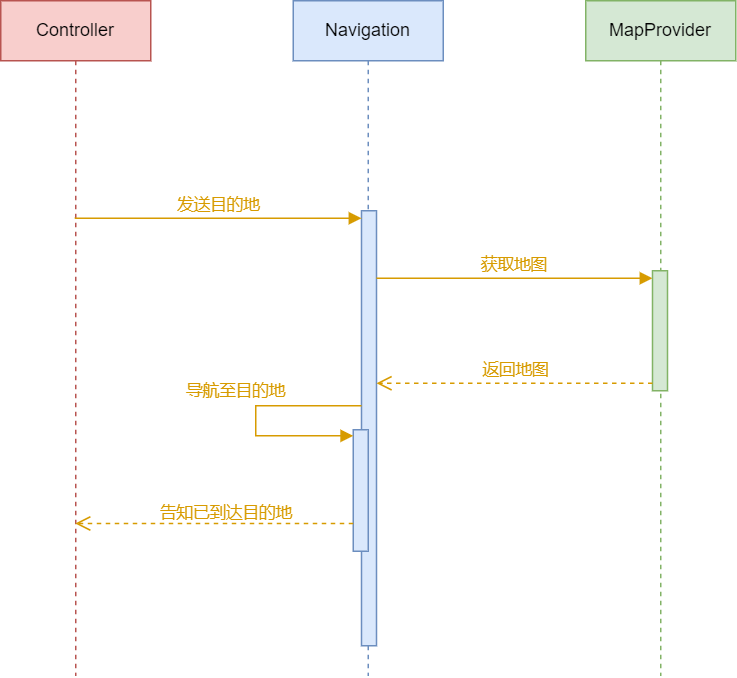 Controller
Navigation
MapProvider
发送目的地
获取地图
返回地图
导航至目的地
告知已到达目的地